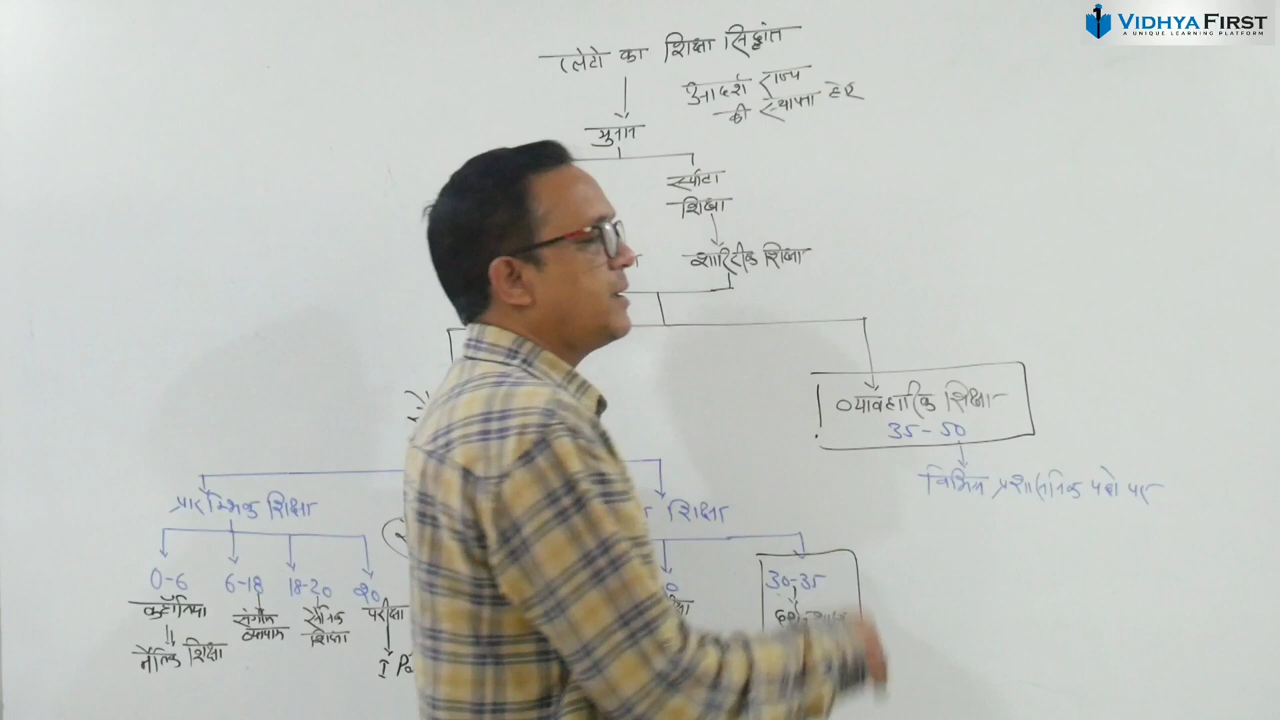 VIDHYA FIRST
A UNIQUE LEARNING PLATFORM
प्लेटो का शिक्षा सिद्धांत
आदर्श राज्य
की स्थापना हेतु
स्पार्टा
शिक्षा
शारीरिक शिक्षा
व्यावहारिक शिक्षा
35-50
विभिन्न प्रशासनिक पदों पर
प्रारम्भिक शिक्षा
शिक्षा
0-6
6-18
18-20
20
30-35
कहानियां
संगीत
व्यायाम
सैनिक
शिक्षा
परीक्षा
नैतिक शिक्षा